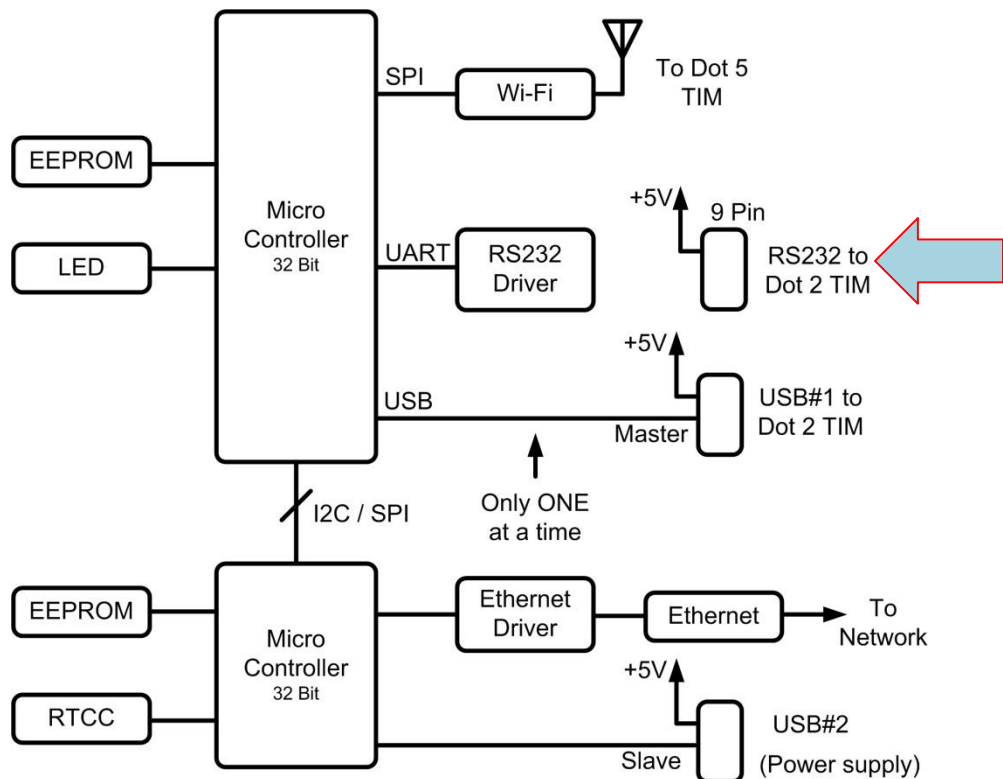 SPI
Wi-Fi
To Dot 5
TIM
EEPROM
LED
Micro
Controller
32 Bit
UART
RS232
Driver
+5V
9 Pin
RS232 to
Dot 2 TIM
+5V
USB
Master
USB#1 to
Dot 2 TIM
Only ONE
at a time
I2C / SPI
EEPROM
RTCC
Micro
Controller
32 Bit
Ethernet
Driver
Ethernet
To
Network
+5V
Slave
USB#2
(Power supply)